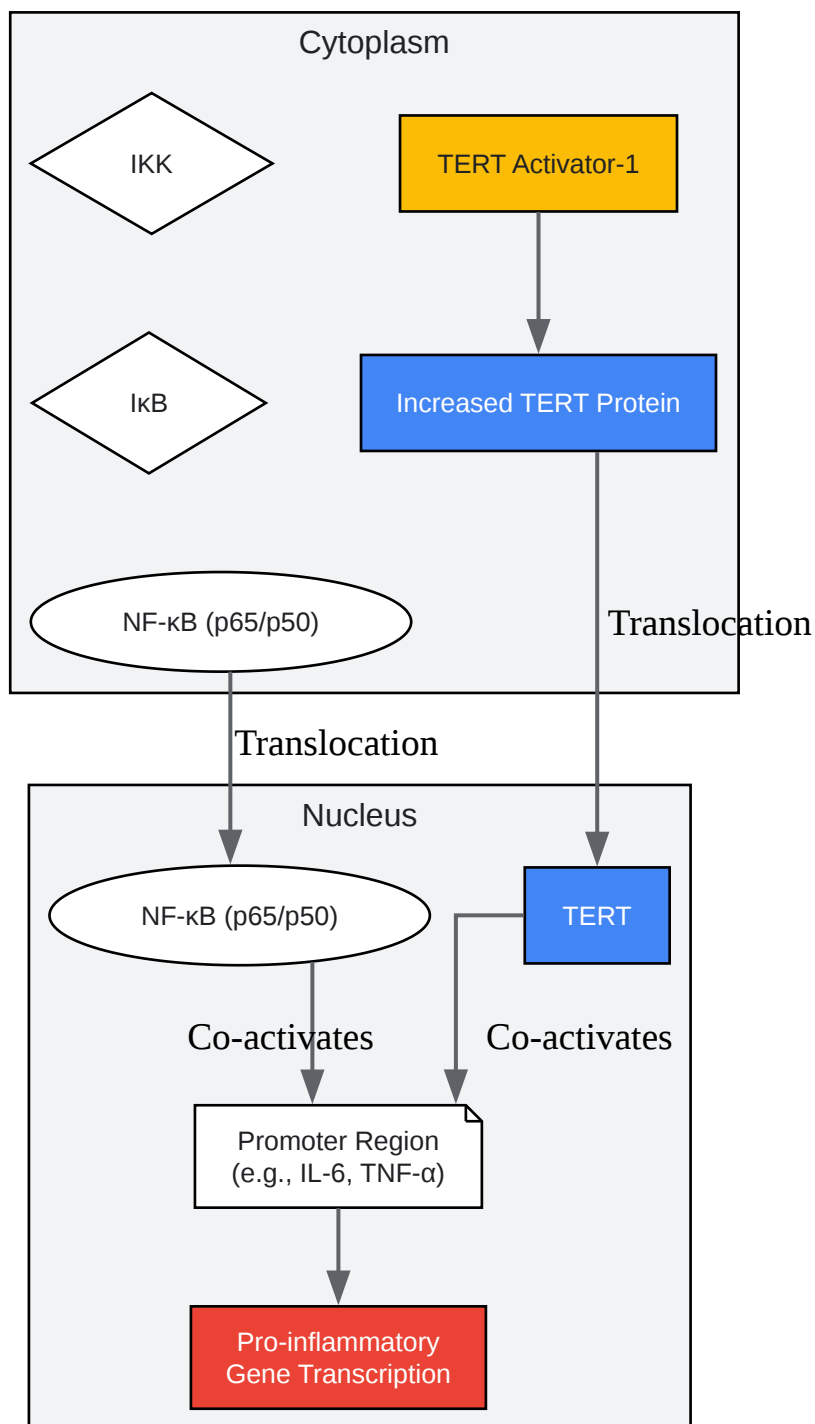 Cytoplasm
IKK
TERT Activator-1
IκB
Increased TERT Protein
NF-κB (p65/p50)
Translocation
Translocation
Nucleus
NF-κB (p65/p50)
TERT
Co-activates
Co-activates
Promoter Region
(e.g., IL-6, TNF-α)
Pro-inflammatory
Gene Transcription